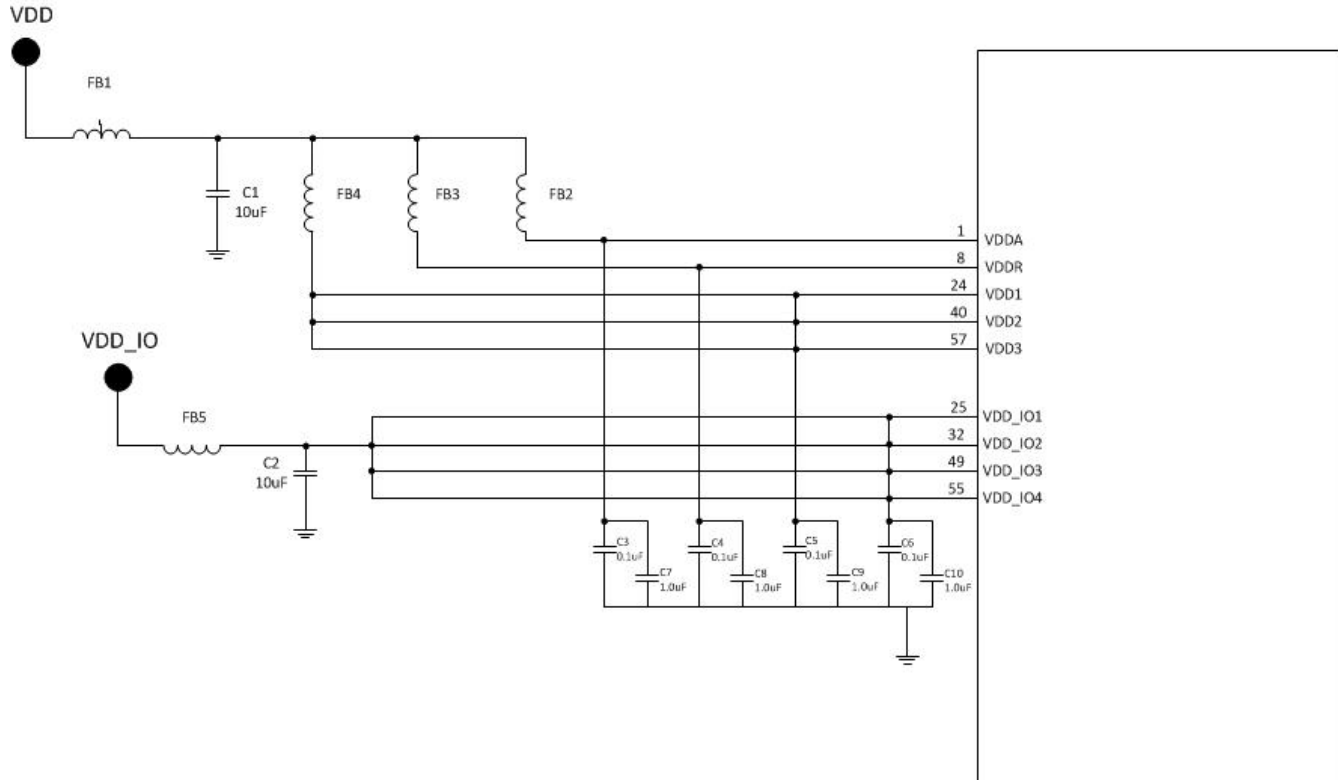 VDD
FB1
C1
10uF
FB4
FB3
FB2
1
VDDA
8
VDDR
24
VDD1
40
VDD2
57
VDD3
VDD_IO
FB5
C2
10uF
25
VDD_IO1
32
VDD_IO2
49
VDD_IO3
55
VDD_IO4
C3
0.1uF
C7
1.0uF
C4
0.1uF
C8
1.0uF
C5
0.1uF
C9
1.0uF
C6
0.1uF
C10
1.0uF